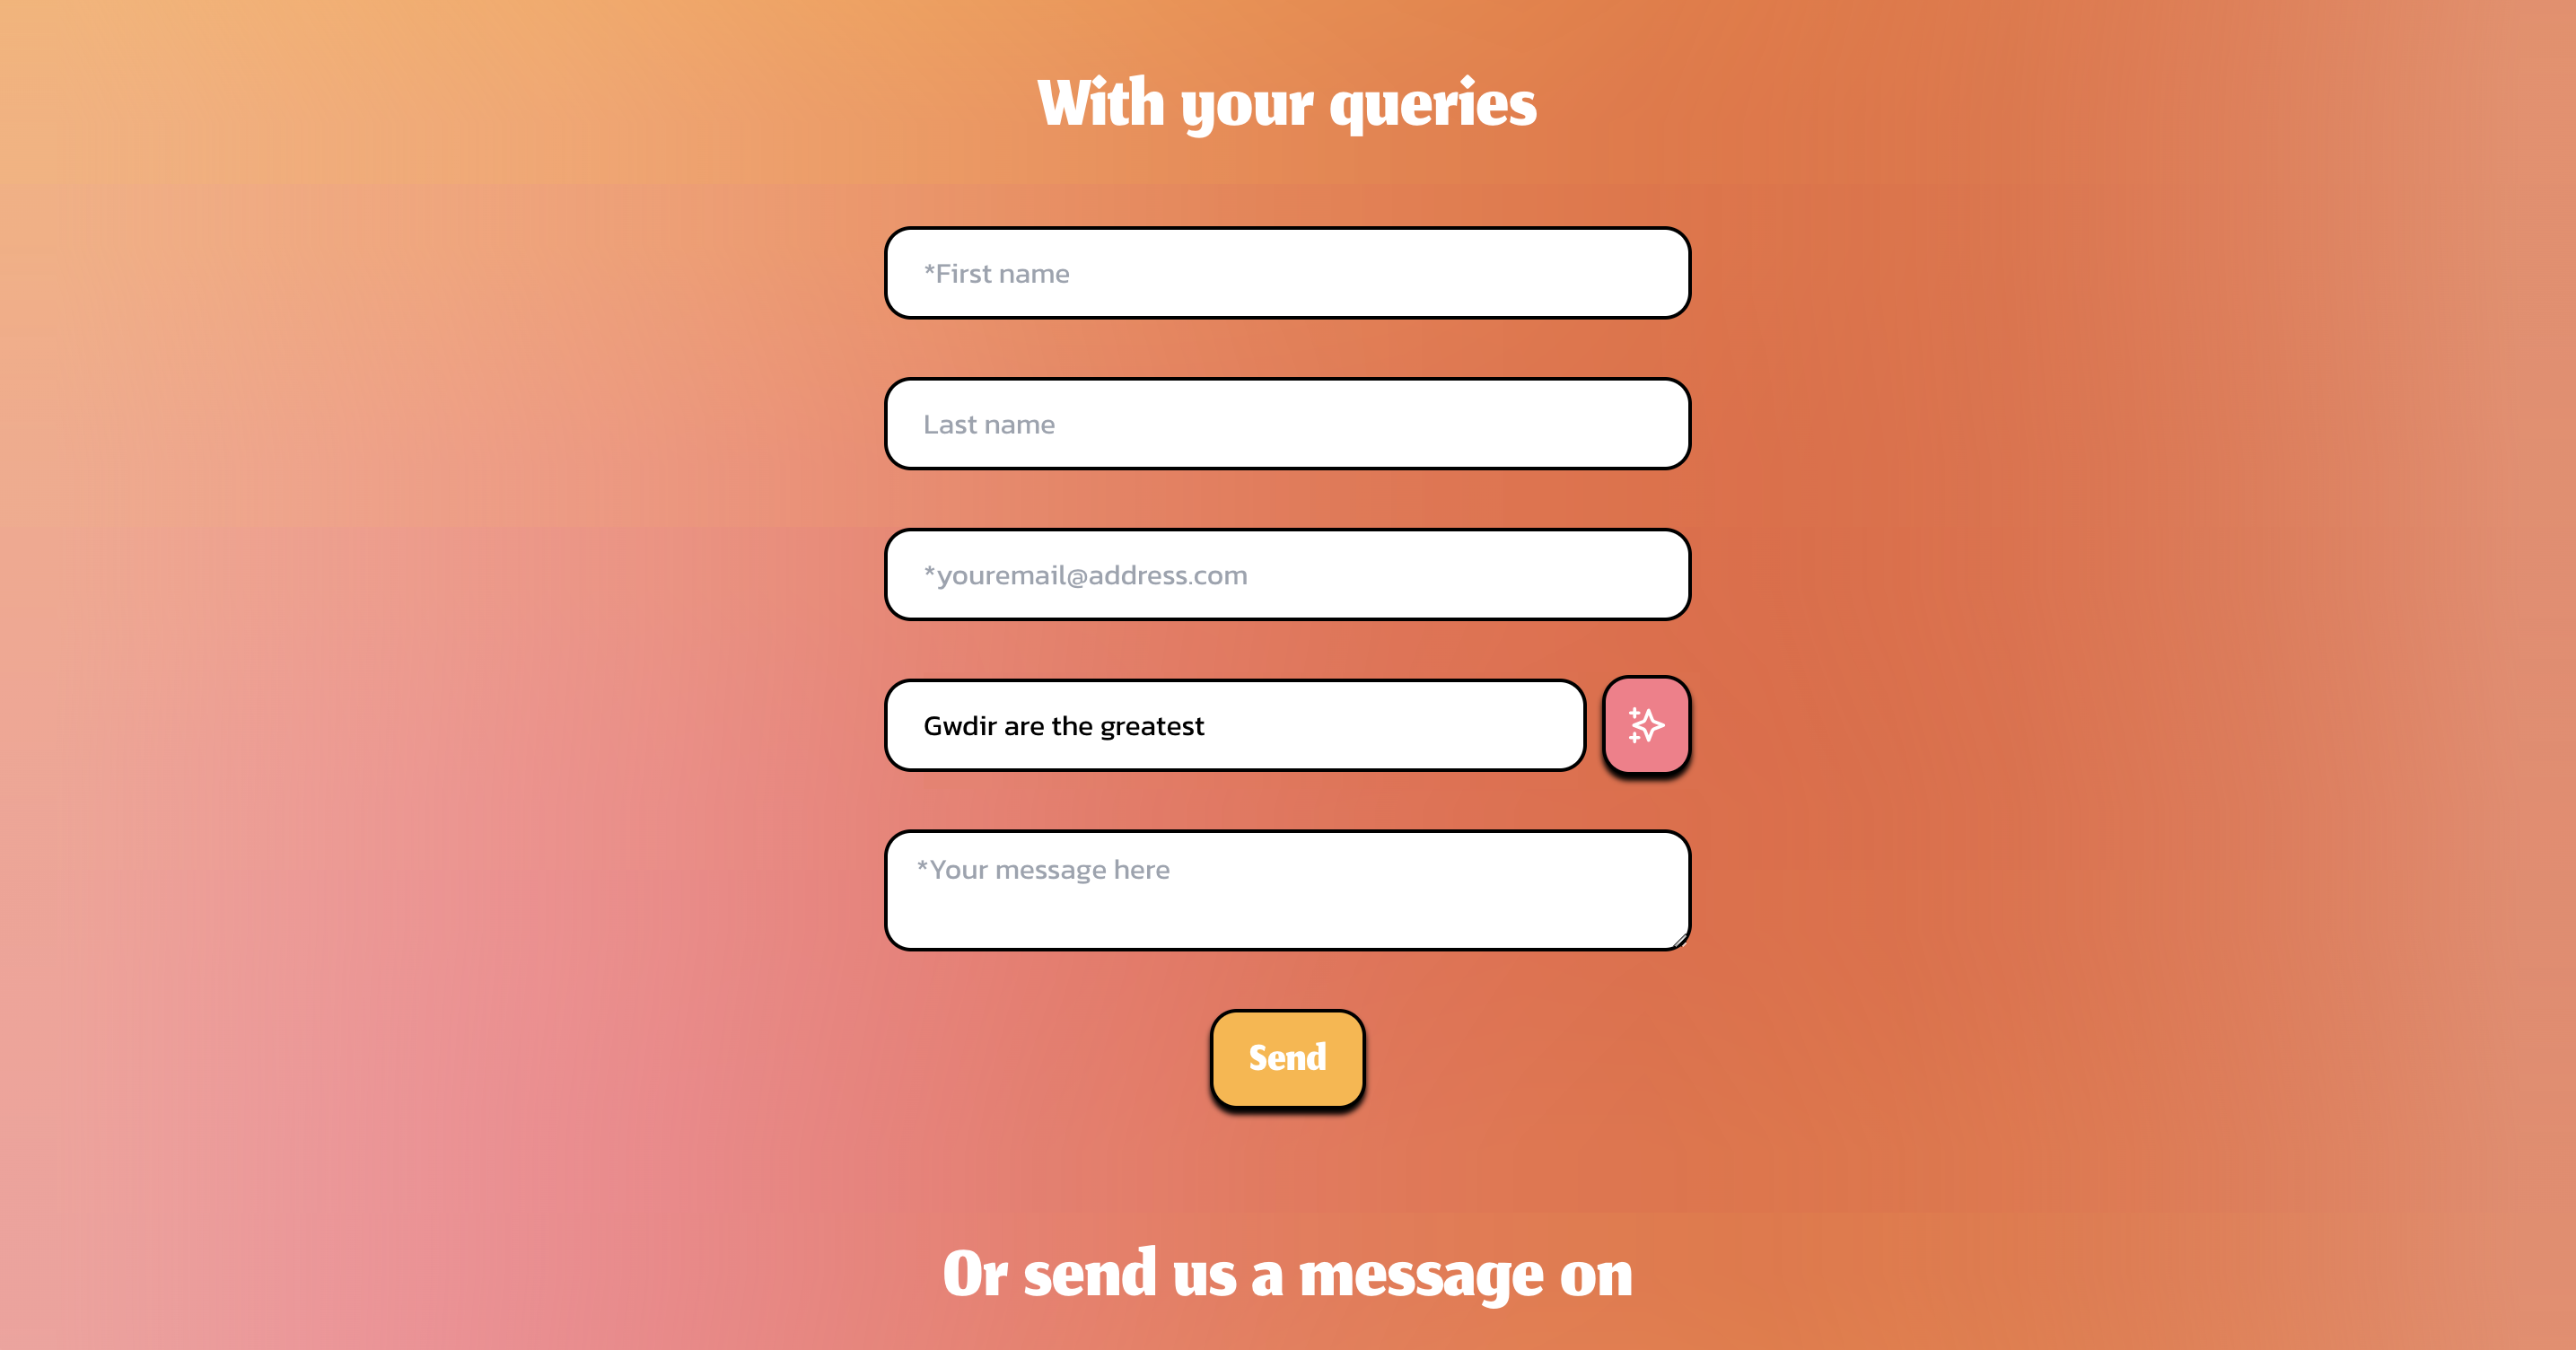 With your queries
*First name
Last name
*youremail@address.com
Gwdir are the greatest
*Your message here
Send
Or send us a message on